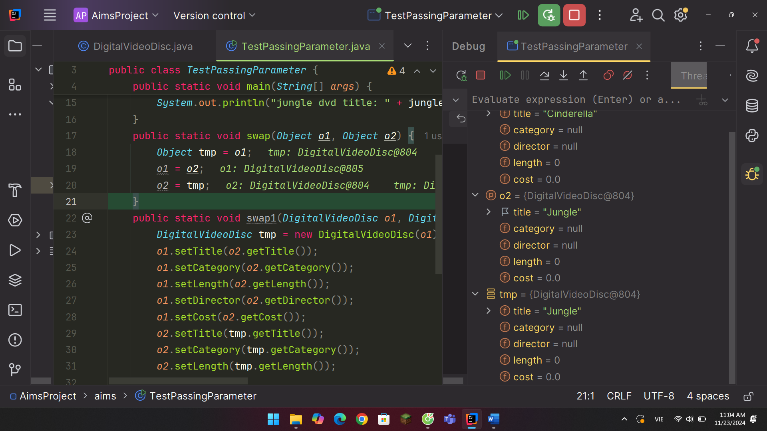 AP AimsProject Version control TestPassingParameter
DigitalVideoDisc.java TestPassingParameter.java Debug TestPassingParameter
3 public class TestPassingParameter { 4
4 public static void main(String[] args) {
15 System.out.println("jungle dvd title: " + jungle
16 }
17 public static void swap(Object o1, Object o2) { 1 us
18 Object tmp = o1; tmp: DigitalVideoDisc@804
19 o1 = o2; o1: DigitalVideoDisc@805
20 o2 = tmp; o2: DigitalVideoDisc@804 tmp: Di
21 }
22 @ public static void swap1(DigitalVideoDisc o1, Digit
23 DigitalVideoDisc tmp = new DigitalVideoDisc(o1)
24 o1.setTitle(o2.getTitle());
25 o1.setCategory(o2.getCategory());
26 o1.setLength(o2.getLength());
27 o1.setDirector(o2.getDirector());
28 o1.setCost(o2.getCost());
29 o2.setTitle(tmp.getTitle());
30 o2.setCategory(tmp.getCategory());
31 o2.setLength(tmp.getLength());
32
Thre
Evaluate expression (Enter) or a...
title = "Cinderella"
category = null
director = null
length = 0
cost = 0.0
o2 = {DigitalVideoDisc@804}
title = "Jungle"
category = null
director = null
length = 0
cost = 0.0
tmp = {DigitalVideoDisc@804}
title = "Jungle"
category = null
director = null
length = 0
cost = 0.0
AimsProject aims TestPassingParameter 21:1 CRLF UTF-8 4 spaces
VIE 11:04 AM
11/23/2024